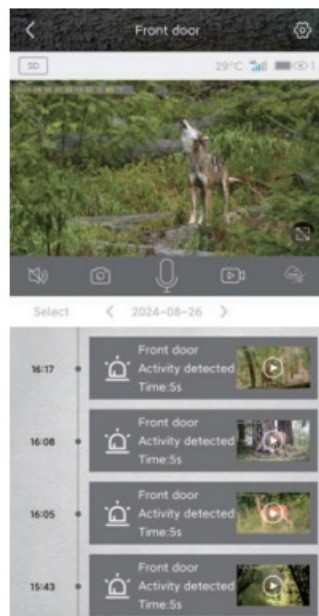 Front door
SD
29°C 4G 1
Select < 2024-08-26 >
16:17
Front door
Activity detected
Time:5s
16:08
Front door
Activity detected
Time:5s
16:05
Front door
Activity detected
Time:5s
15:43
Front door
Activity detected
Time:5s